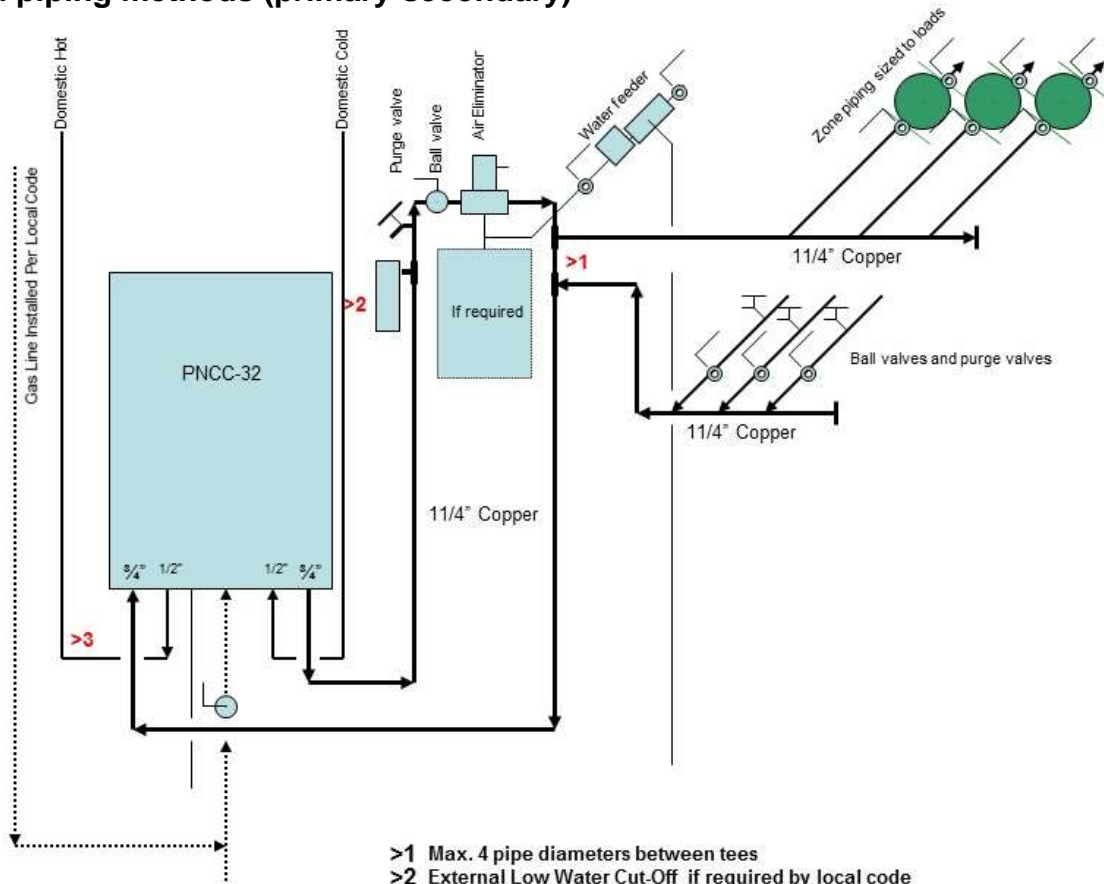 piping methods (primary-secondary)
Domestic Hot
Domestic Cold
Gas Line Installed Per Local Code
Purge valve
Ball valve
Air Eliminator
Water feeder
Zone piping sized to loads
11/4” Copper
>1
>2
If required
PNCC-32
Ball valves and purge valves
11/4” Copper
11/4” Copper
¾” 1/2” 1/2” ¾”
>3
>1 Max. 4 pipe diameters between tees
>2 External Low Water Cut-Off if required by local code